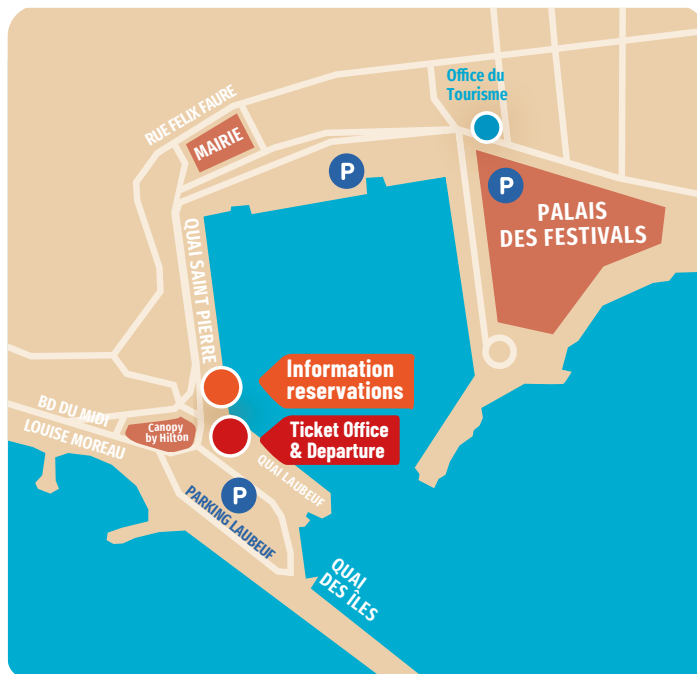 Office du
Tourisme
RUE FELIX FAURE
MAIRIE
P
P
PALAIS
DES FESTIVALS
QUAI SAINT PIERRE
Information
reservations
BD DU MIDI
LOUISE MOREAU
Canopy
by Hilton
Ticket Office
& Departure
QUAI LAUBEUF
P
PARKING LAUBEUF
QUAI
DES ÎLES